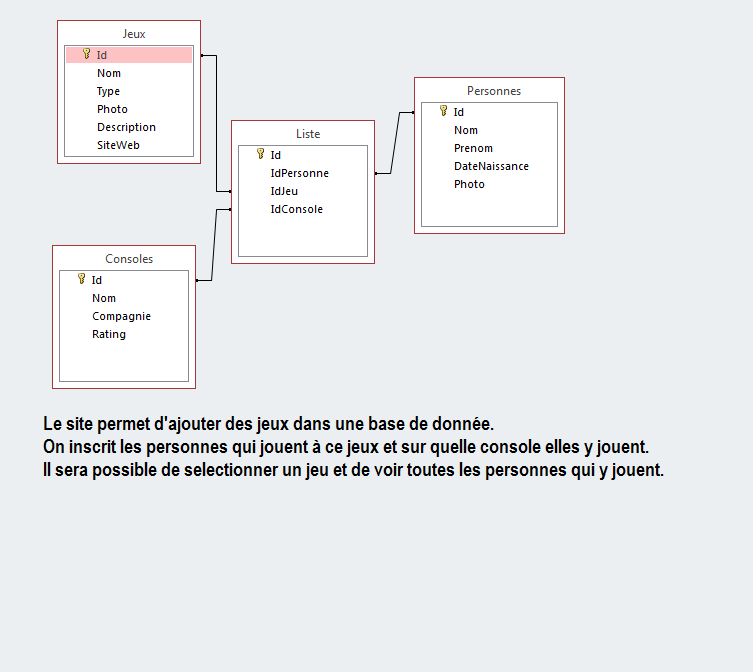 Jeux
Id
Nom
Type
Photo
Description
SiteWeb
Liste
Id
IdPersonne
IdJeu
IdConsole
Personnes
Id
Nom
Prenom
DateNaissance
Photo
Consoles
Id
Nom
Compagnie
Rating
Le site permet d'ajouter des jeux dans une base de donnée.
On inscrit les personnes qui jouent à ce jeux et sur quelle console elles y jouent.
Il sera possible de selectionner un jeu et de voir toutes les personnes qui y jouent.